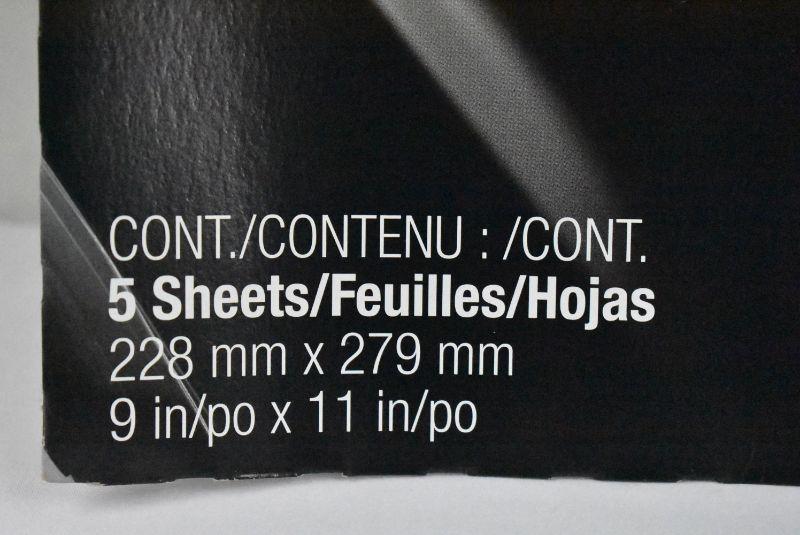 CONT./CONTENU : /CONT.
5 Sheets/Feuilles/Hojas
228 mm x 279 mm
9 in/po x 11 in/po